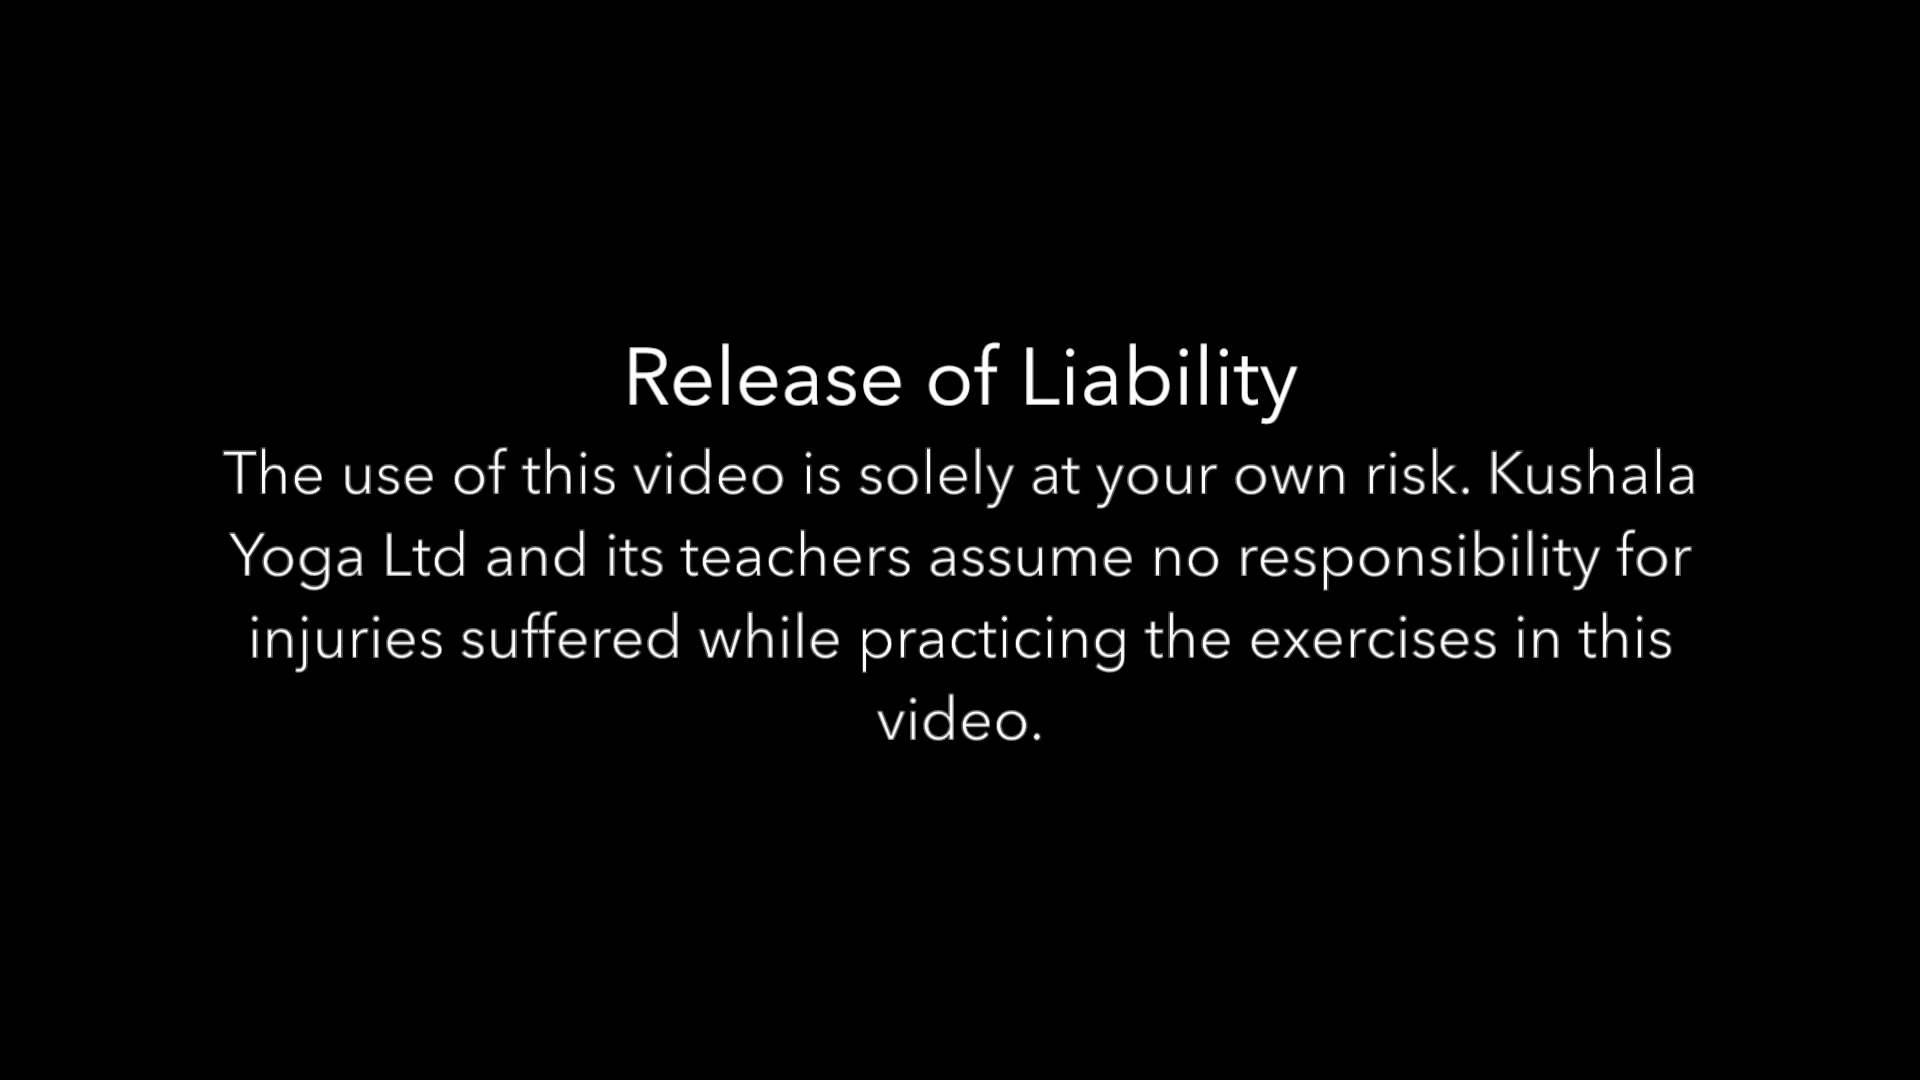 Release of Liability
The use of this video is solely at your own risk. Kushala
Yoga Ltd and its teachers assume no responsibility for
injuries suffered while practicing the exercises in this
video.